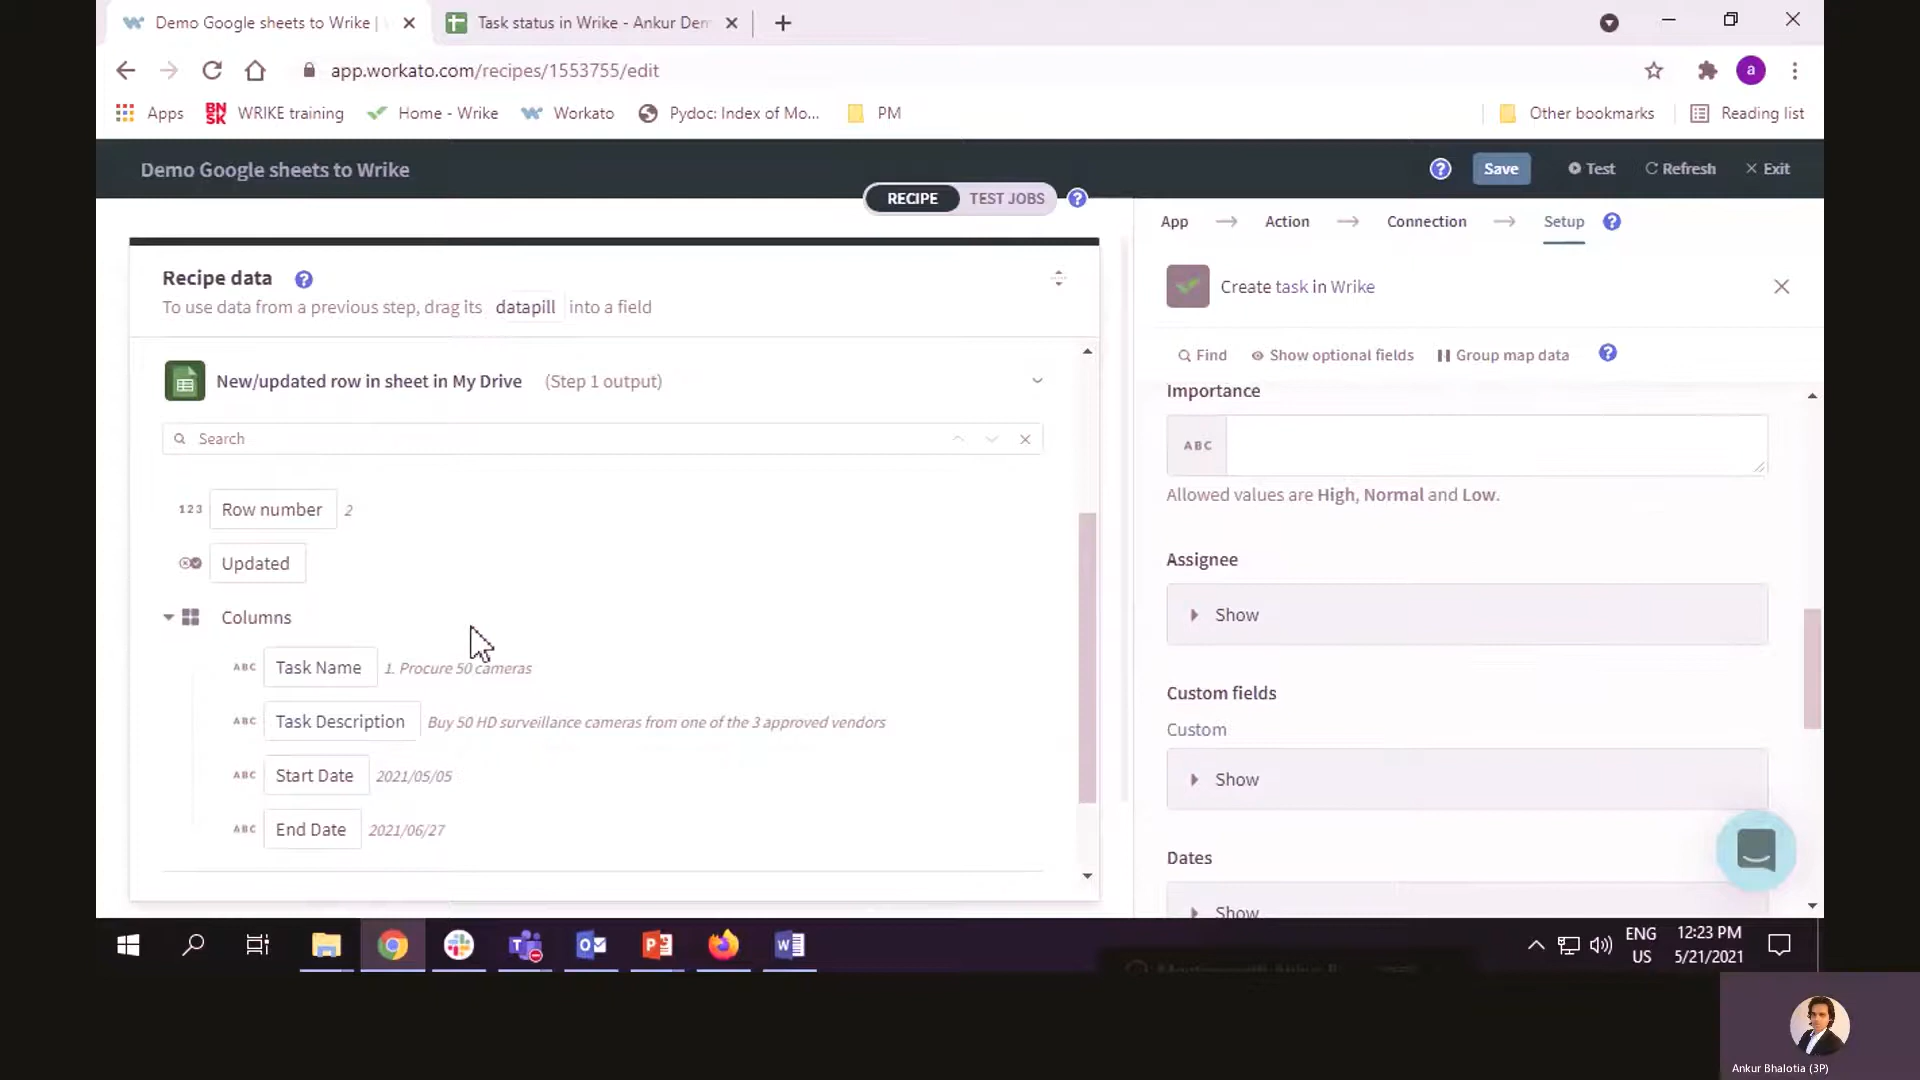 Demo Google sheets to Wrike |
Task status in Wrike - Ankur Dem
app.workato.com/recipes/1553755/edit
a
Apps
BN
SK
WRIKE training
Home - Wrike
Workato
Pydoc: Index of Mo...
PM
Other bookmarks
Reading list
Demo Google sheets to Wrike
?
Save
Test
Refresh
Exit
RECIPE
TEST JOBS
?
App
Action
Connection
Setup
?
Recipe data
?
To use data from a previous step, drag its datapill into a field
Create task in Wrike
Find
Show optional fields
Group map data
?
New/updated row in sheet in My Drive
(Step 1 output)
Search
123 Row number 2
Updated
Columns
ABC Task Name 1. Procure 50 cameras
ABC Task Description Buy 50 HD surveillance cameras from one of the 3 approved vendors
ABC Start Date 2021/05/05
ABC End Date 2021/06/27
Importance
ABC
Allowed values are High, Normal and Low.
Assignee
Show
Custom fields
Custom
Show
Dates
Show
ENG
US
12:23 PM
5/21/2021
Ankur Bhalotia (3P)